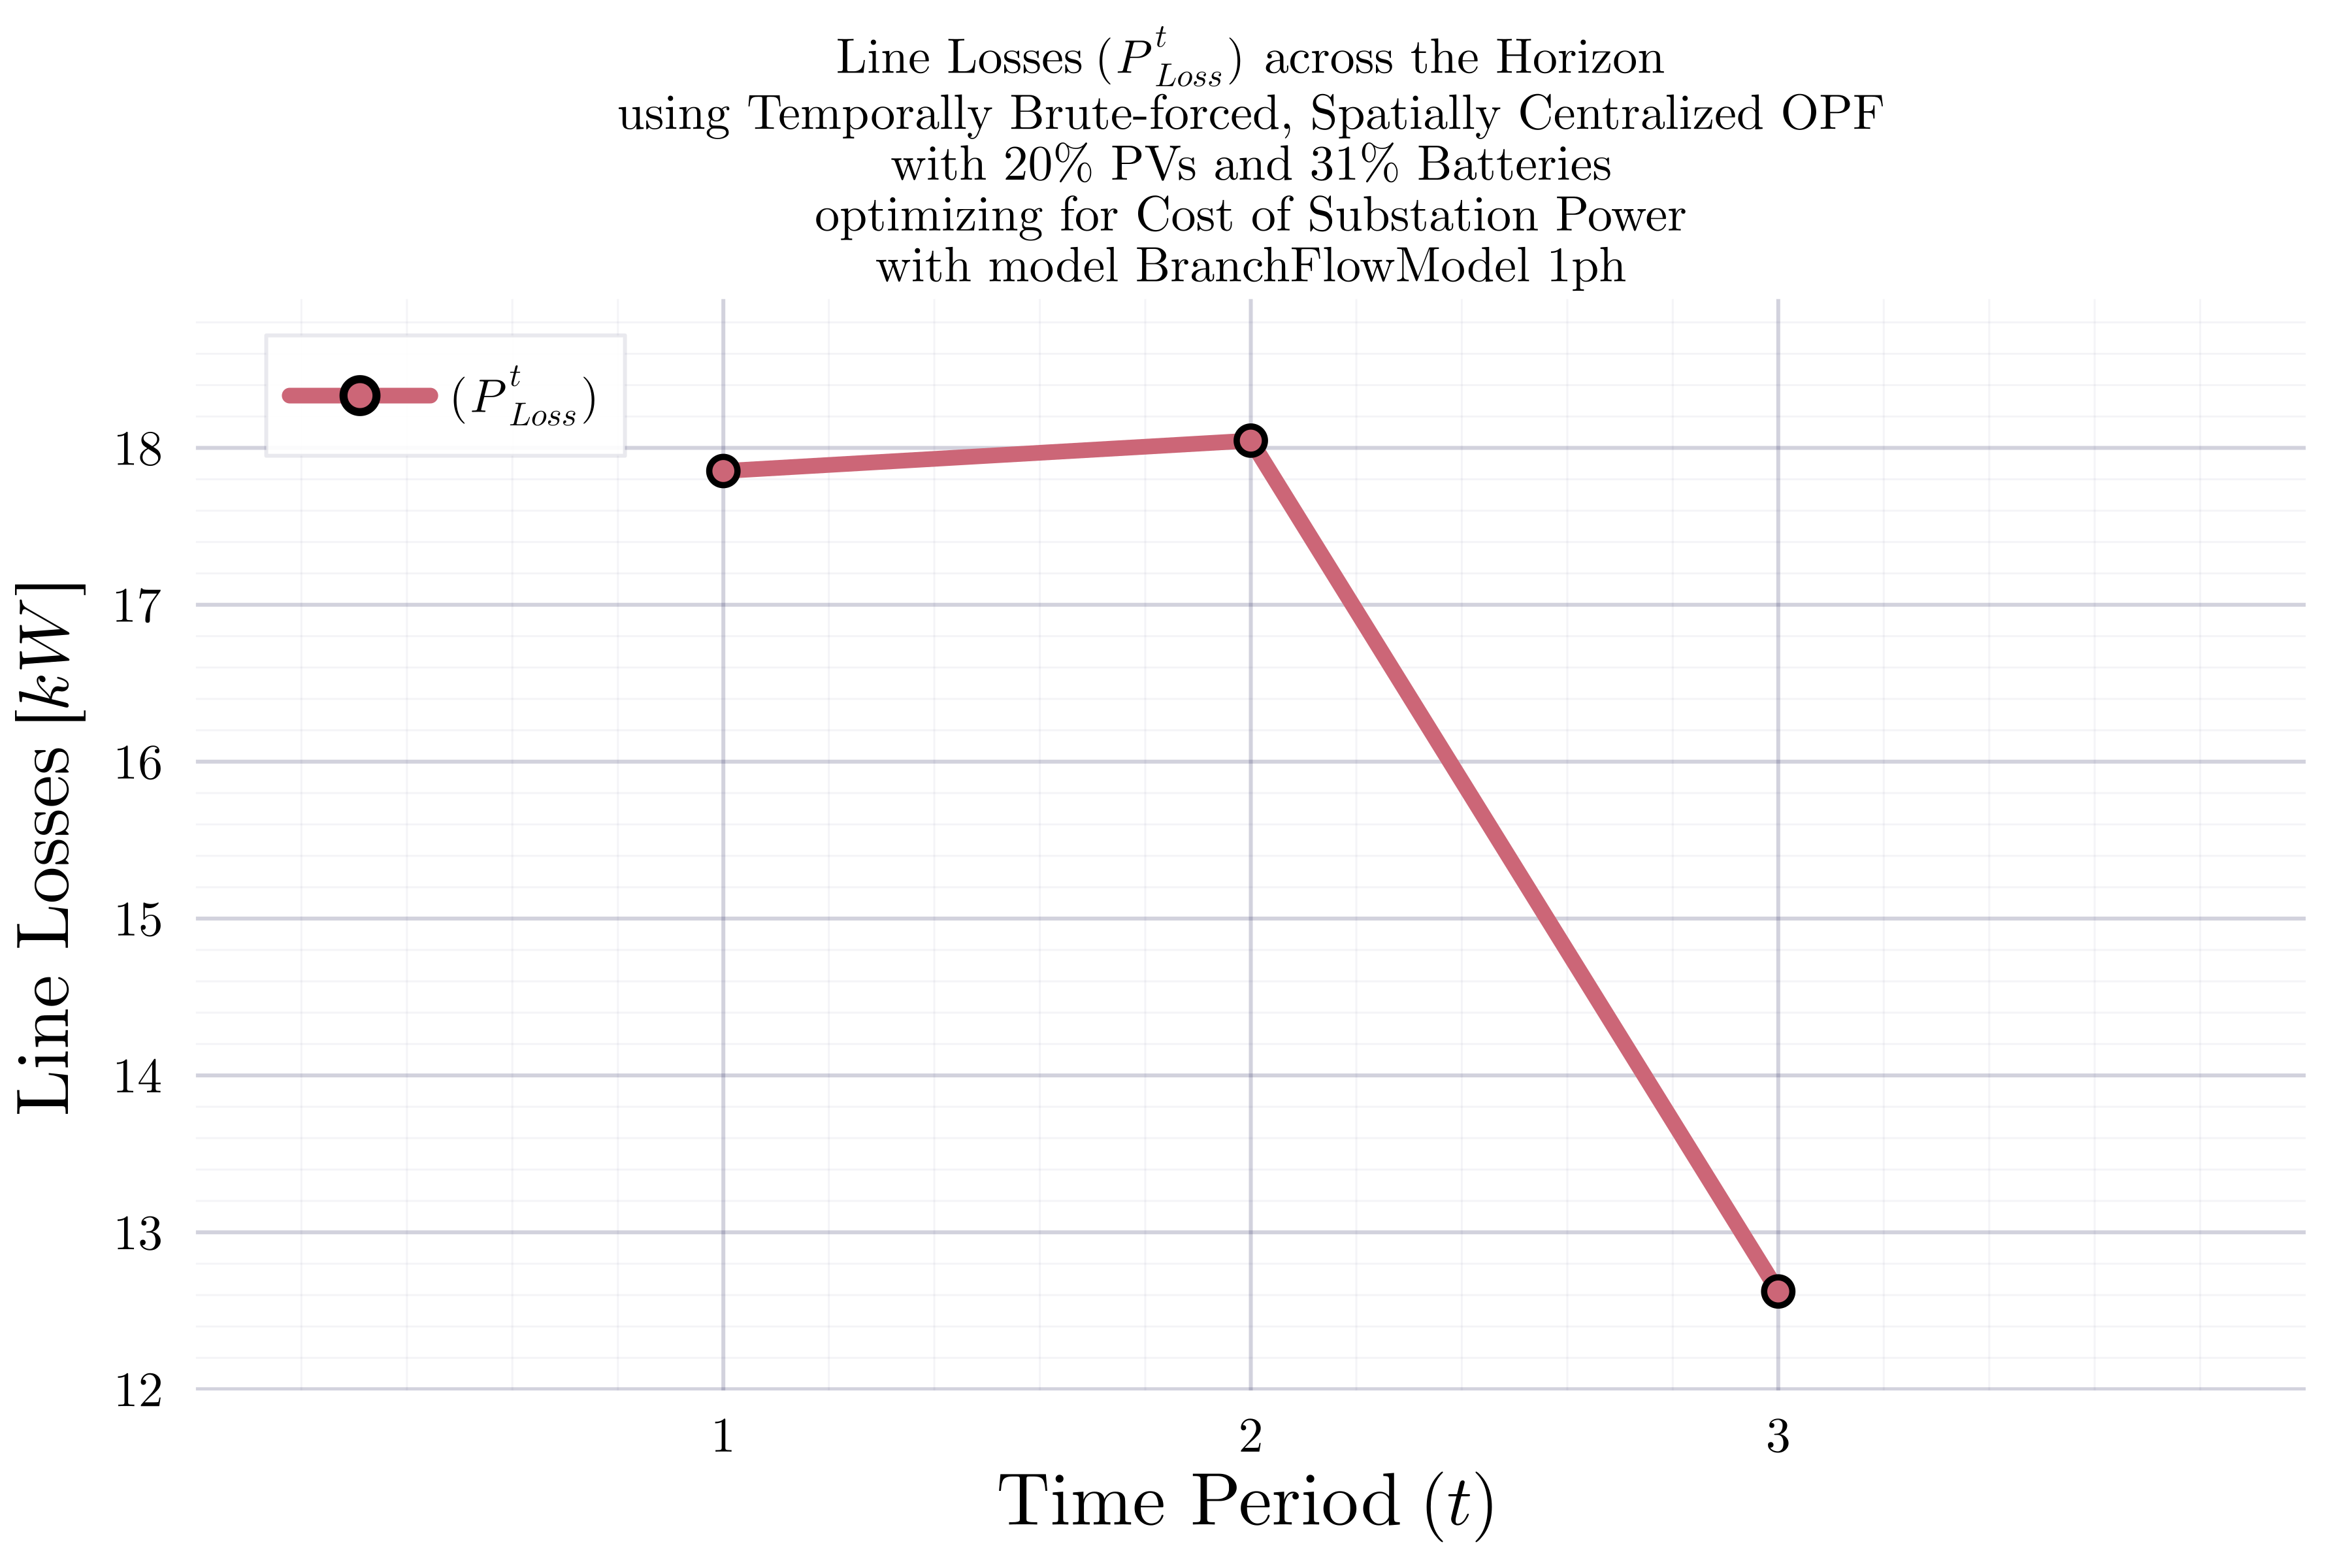 Line Losses (P^t_Loss) across the Horizon
using Temporally Brute-forced, Spatially Centralized OPF
with 20% PVs and 31% Batteries
optimizing for Cost of Substation Power
with model BranchFlowModel 1ph
(P^t_Loss)
Line Losses [kW]
18
17
16
15
14
13
12
1 2 3
Time Period (t)